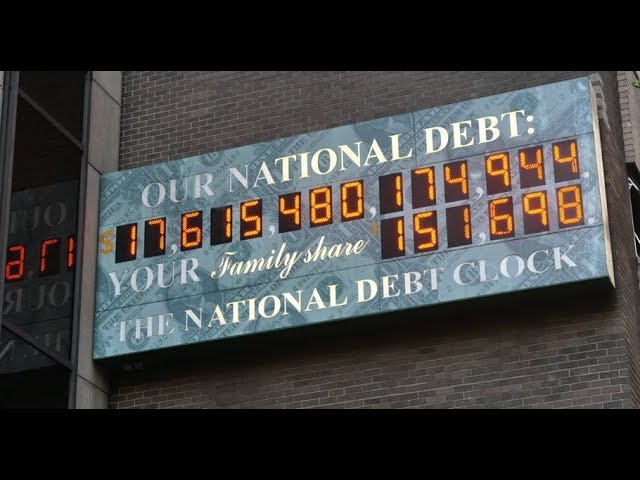 OUR NATIONAL DEBT:
$17,615,480,174,944
YOUR Family share $151,698.
THE NATIONAL DEBT CLOCK